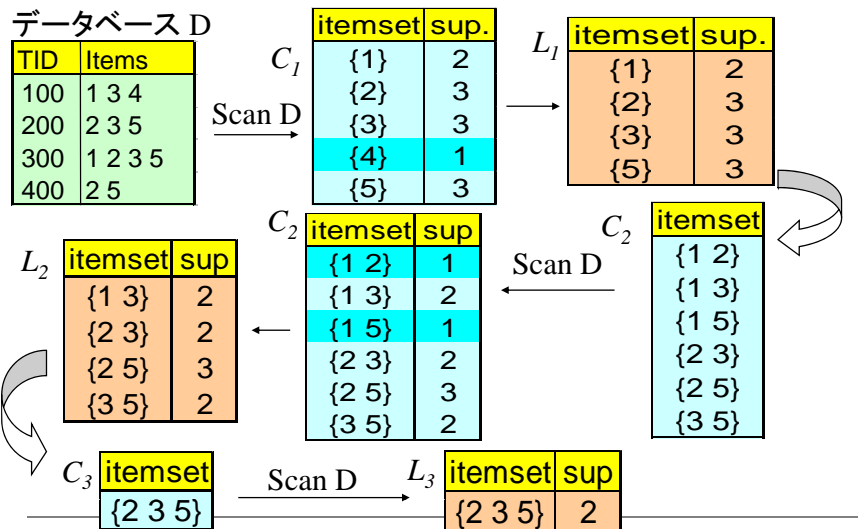 データベース D
TID Items
100 1 3 4
200 2 3 5
300 1 2 3 5
400 2 5
Scan D
C1
itemset sup.
{1} 2
{2} 3
{3} 3
{4} 1
{5} 3
L1
itemset sup.
{1} 2
{2} 3
{3} 3
{5} 3
C2
itemset
{1 2}
{1 3}
{1 5}
{2 3}
{2 5}
{3 5}
Scan D
C2
itemset sup
{1 2} 1
{1 3} 2
{1 5} 1
{2 3} 2
{2 5} 3
{3 5} 2
L2
itemset sup
{1 3} 2
{2 3} 2
{2 5} 3
{3 5} 2
C3
itemset
{2 3 5}
Scan D
L3
itemset sup
{2 3 5} 2